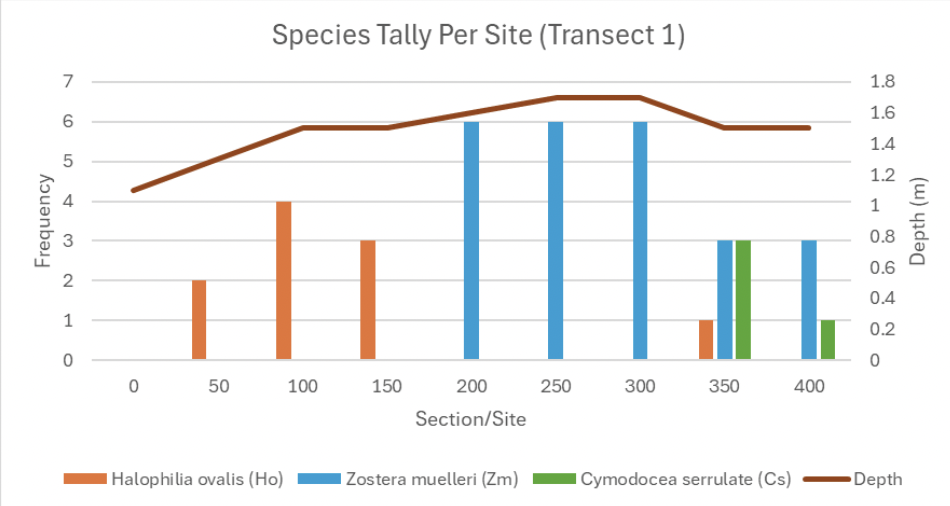 Species Tally Per Site (Transect 1)
7 1.8
6 1.6
5 1.4
4 1.2
3 1
2 0.8
1 0.6
0 0.4
0.2
0
Frequency
Depth (m)
0 50 100 150 200 250 300 350 400
Section/Site
Halophilia ovalis (Ho) Zostera muelleri (Zm) Cymodocea serrulate (Cs) Depth